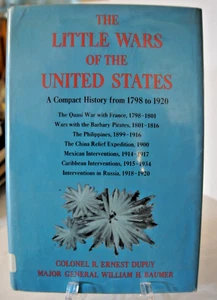 THE
LITTLE WARS
OF THE
UNITED STATES
A Compact History from 1798 to 1920
The Quasi War with France, 1798-1801
Wars with the Barbary Pirates, 1801-1816
The Philippines, 1899-1916
The China Relief Expedition, 1900
Mexican Interventions, 1914-1917
Caribbean Interventions, 1915-1934
Interventions in Russia, 1918-1920
COLONEL R. ERNEST DUPUY
MAJOR GENERAL WILLIAM H. BAUMER